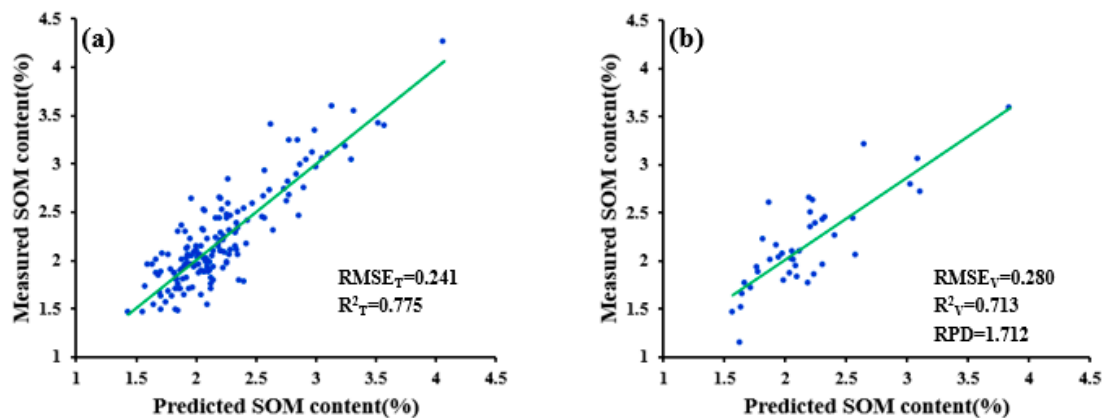 (a)
Measured SOM content(%)
4.5
4
3.5
3
2.5
2
1.5
1
RMSE_T=0.241
R²_T=0.775
1 1.5 2 2.5 3 3.5 4 4.5
Predicted SOM content(%)
(b)
Measured SOM content(%)
4.5
4
3.5
3
2.5
2
1.5
1
RMSE_V=0.280
R²_V=0.713
RPD=1.712
1 1.5 2 2.5 3 3.5 4 4.5
Predicted SOM content(%)